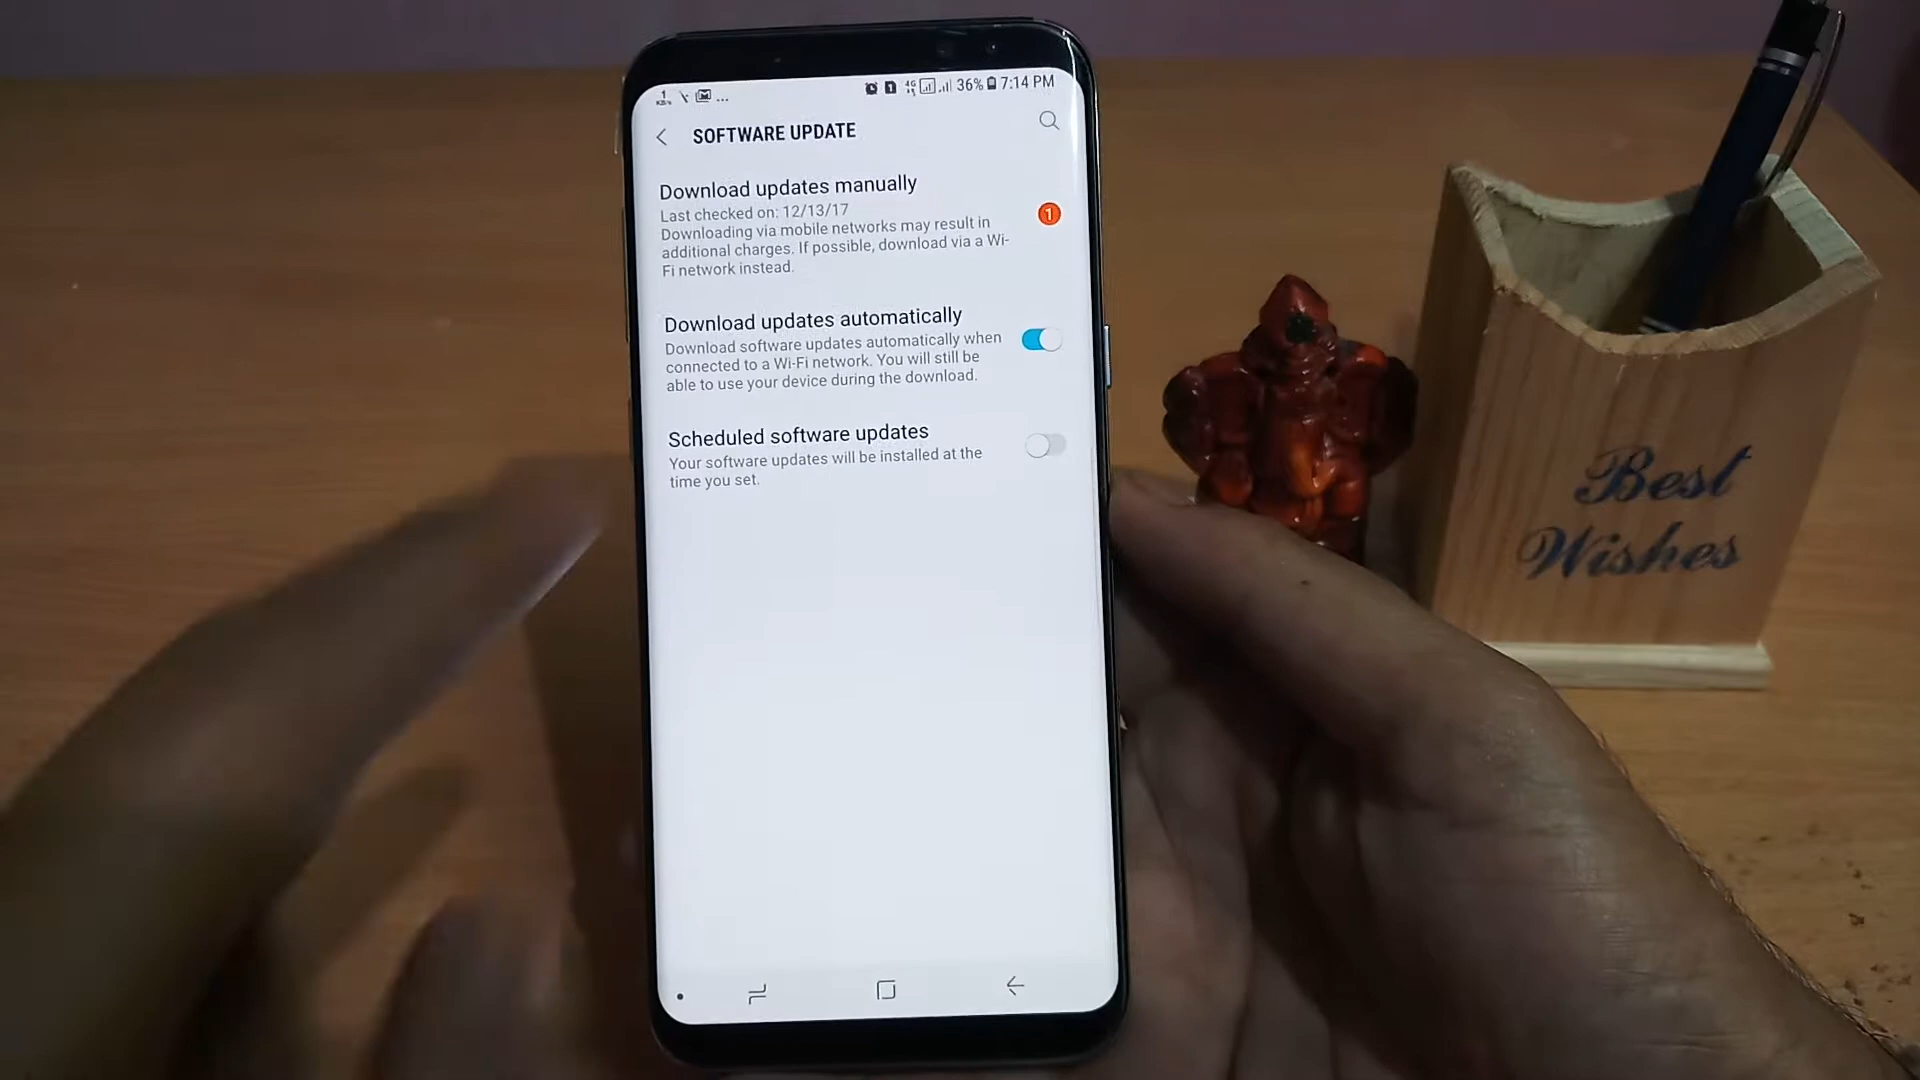 1
KB/s ... 4G 36% 7:14 PM
SOFTWARE UPDATE
Download updates manually
Last checked on: 12/13/17
Downloading via mobile networks may result in
additional charges. If possible, download via a Wi-
Fi network instead.
1
Download updates automatically
Download software updates automatically when
connected to a Wi-Fi network. You will still be
able to use your device during the download.
Scheduled software updates
Your software updates will be installed at the
time you set.
Best
Wishes